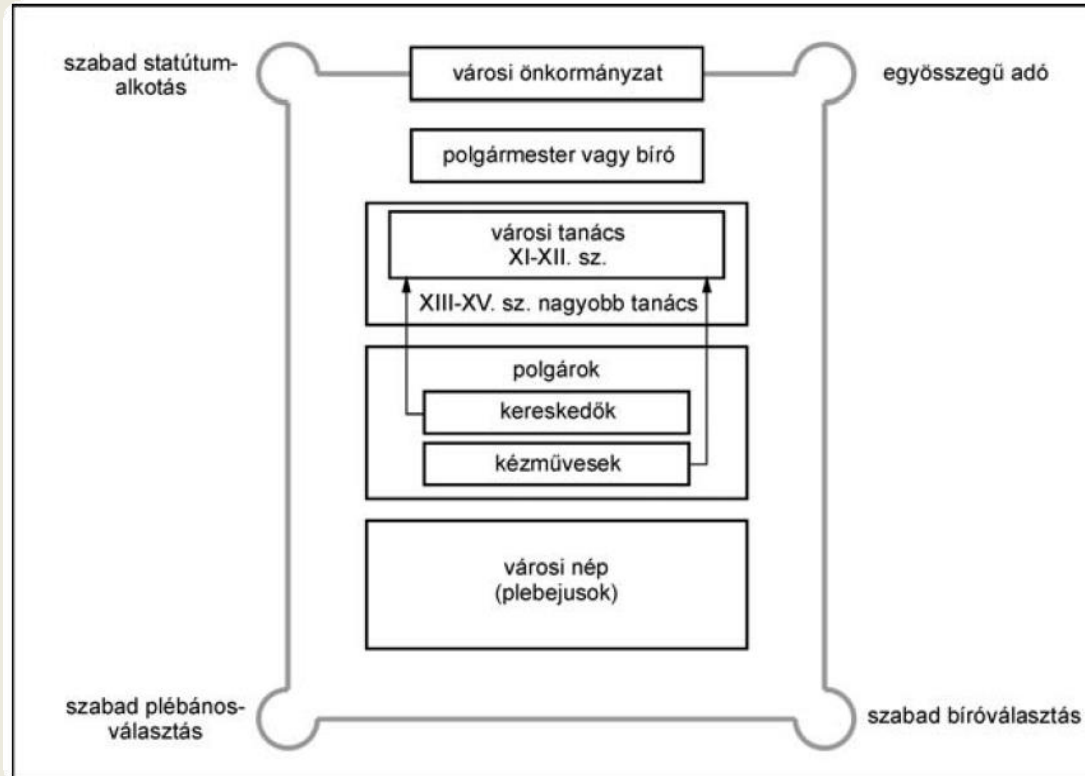 szabad statútum-
alkotás
városi önkormányzat
egyösszegű adó
polgármester vagy bíró
városi tanács
XI-XII. sz.
XIII-XV. sz. nagyobb tanács
polgárok
kereskedők
kézművesek
városi nép
(plebejusok)
szabad plébános-
választás
szabad bíróválasztás